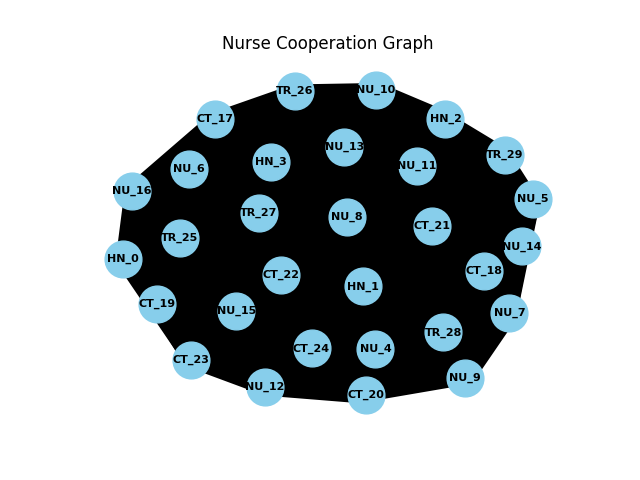 Nurse Cooperation Graph
TR_26
NU_10
CT_17
HN_2
NU_13
TR_29
HN_3
NU_11
NU_6
NU_16
NU_5
TR_27
NU_8
CT_21
TR_25
NU_14
HN_0
CT_18
CT_22
HN_1
CT_19
NU_15
NU_7
TR_28
CT_24
NU_4
CT_23
NU_9
NU_12
CT_20